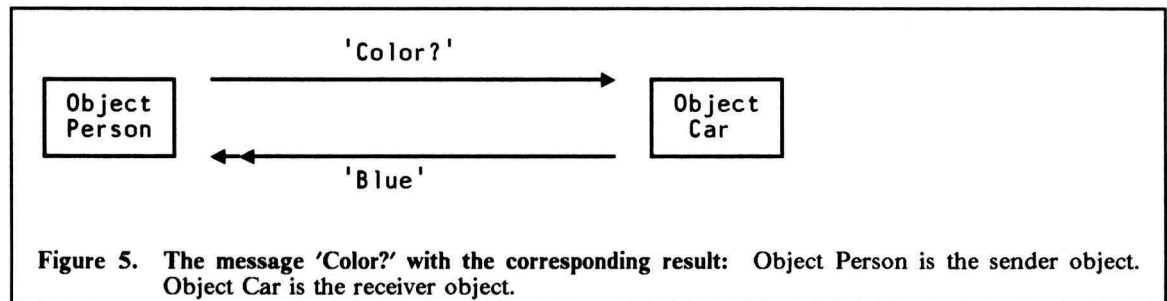 'Color?'
Object
Person
Object
Car
'Blue'
Figure 5. The message 'Color?' with the corresponding result: Object Person is the sender object.
Object Car is the receiver object.